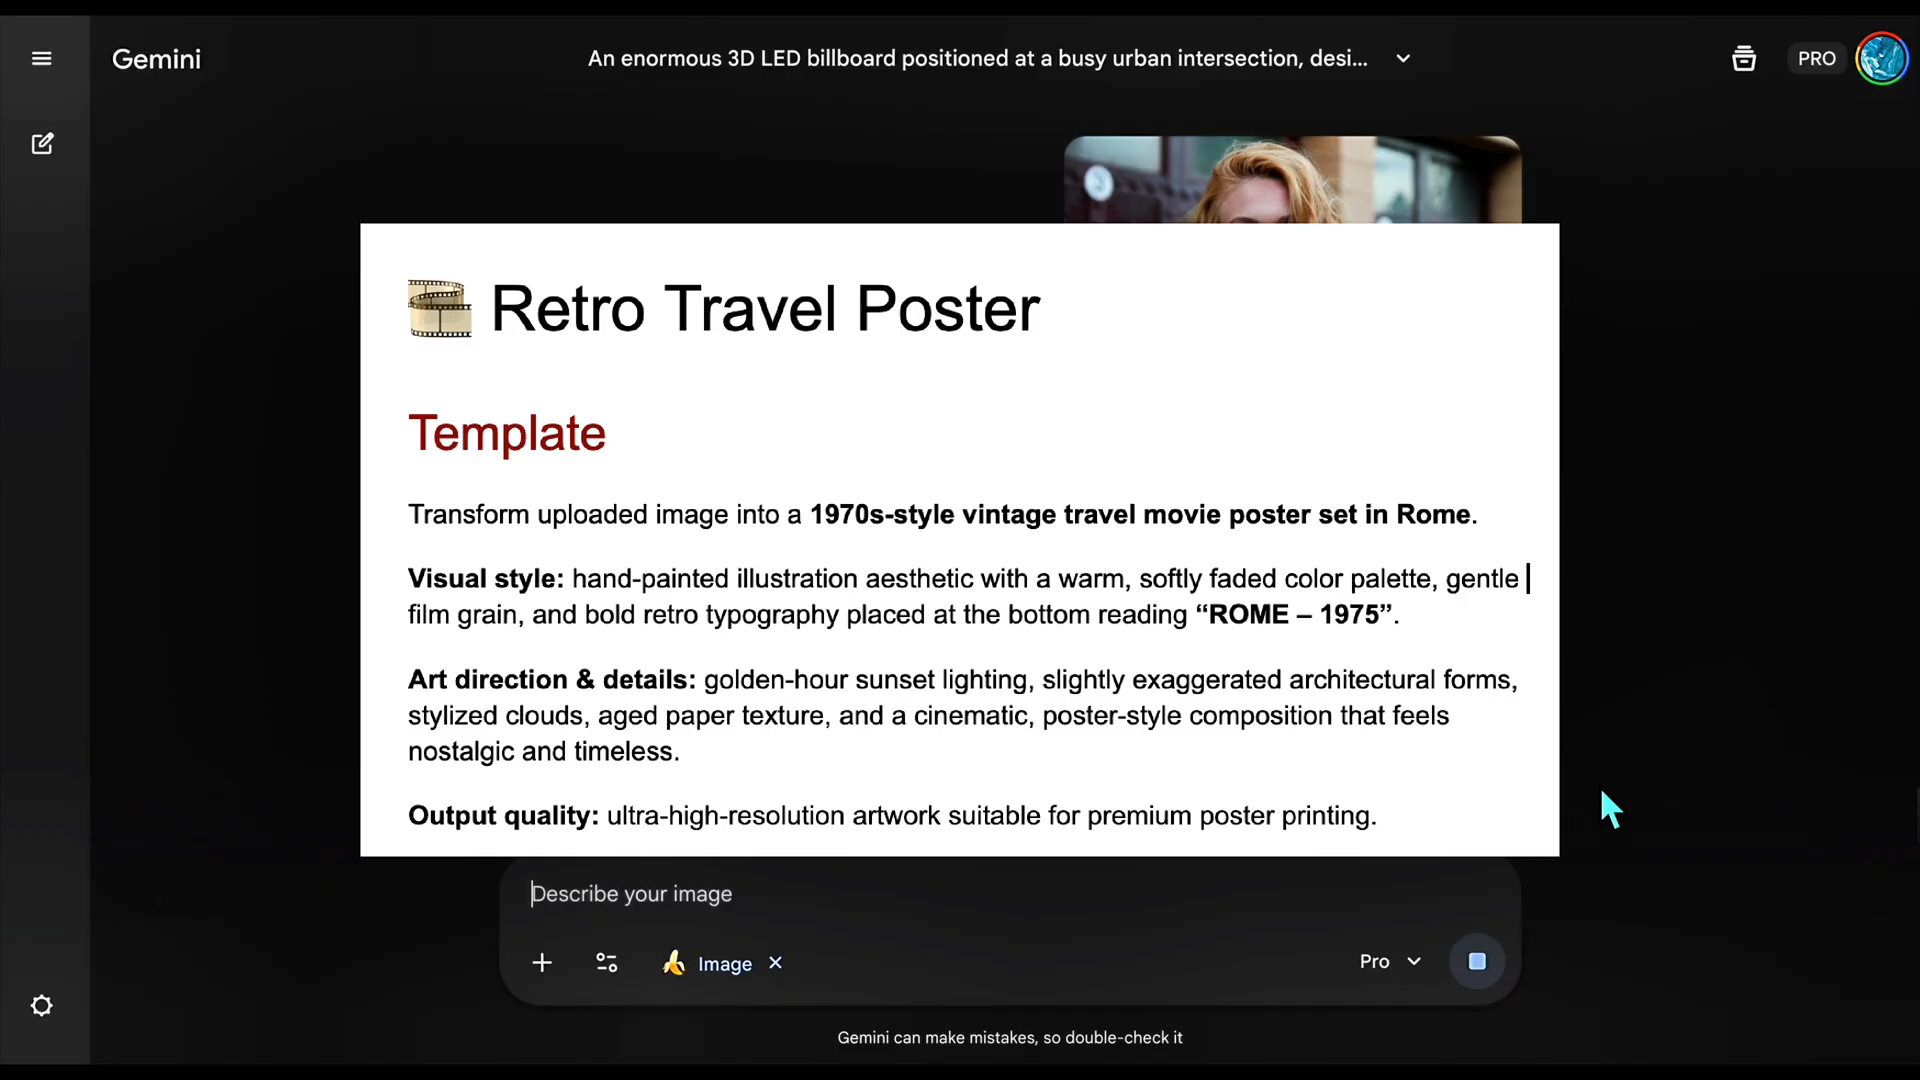 Gemini
An enormous 3D LED billboard positioned at a busy urban intersection, desi...
PRO
Retro Travel Poster
Template
Transform uploaded image into a 1970s-style vintage travel movie poster set in Rome.
Visual style: hand-painted illustration aesthetic with a warm, softly faded color palette, gentle
film grain, and bold retro typography placed at the bottom reading “ROME – 1975”.
Art direction & details: golden-hour sunset lighting, slightly exaggerated architectural forms,
stylized clouds, aged paper texture, and a cinematic, poster-style composition that feels
nostalgic and timeless.
Output quality: ultra-high-resolution artwork suitable for premium poster printing.
Describe your image
Image
Pro
Gemini can make mistakes, so double-check it